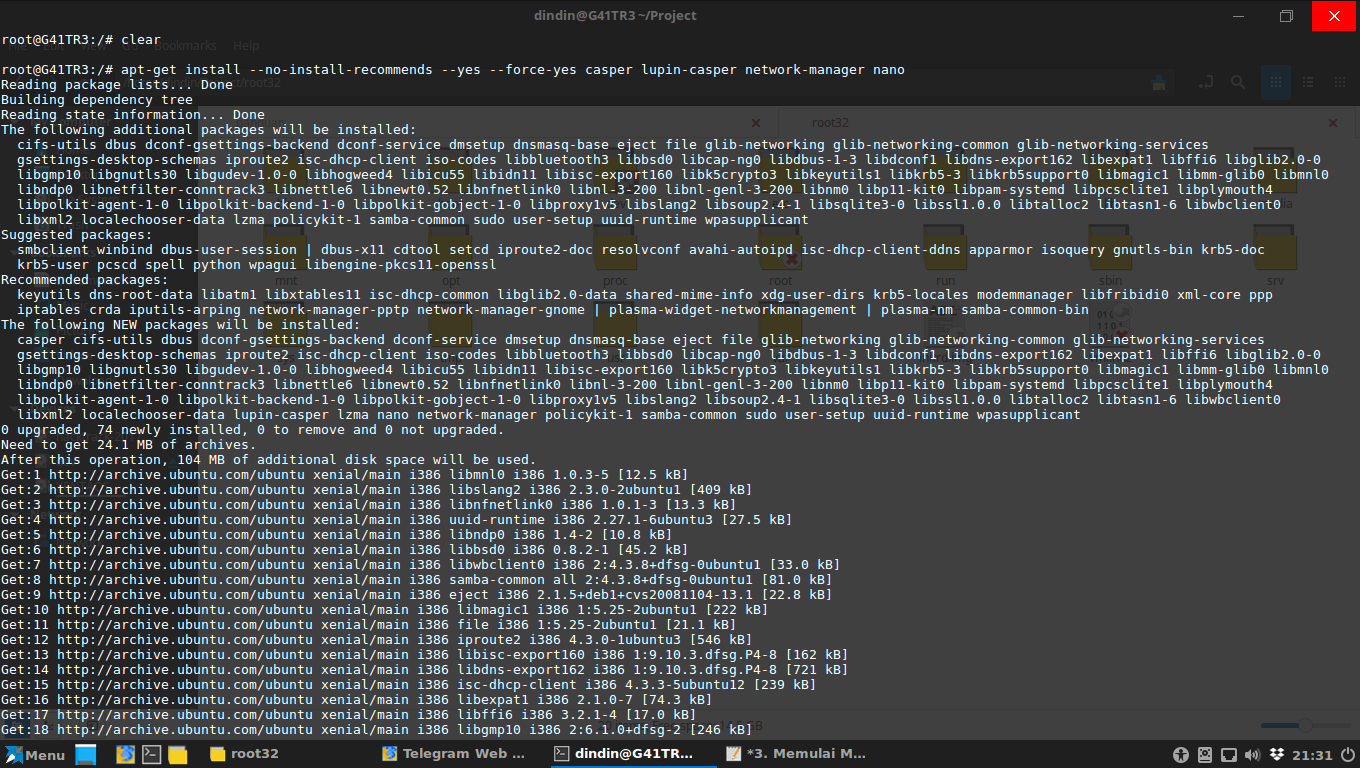 dindin@G41TR3 ~/Project
root@G41TR3:/# clear
File Edit View Go Bookmarks Help
root@G41TR3:/# apt-get install --no-install-recommends --yes --force-yes casper lupin-casper network-manager nano
Reading package lists... Done
root32
Building dependency tree
Reading state information... Done
root32
The following additional packages will be installed:
  cifs-utils dbus dconf-gsettings-backend dconf-service dmsetup dnsmasq-base eject file glib-networking glib-networking-common glib-networking-services
  gsettings-desktop-schemas iproute2 isc-dhcp-client iso-codes libbluetooth3 libbsd0 libcap-ng0 libdbus-1-3 libdconf1 libdns-export162 libexpat1 libffi6 libglib2.0-0
  libgmp10 libgnutls30 libgudev-1.0-0 libhogweed4 libicu55 libidn11 libisc-export160 libk5crypto3 libkeyutils1 libkrb5-3 libkrb5support0 libmagic1 libmm-glib0 libmnl0
  libndp0 libnetfilter-conntrack3 libnettle6 libnewt0.52 libnfnetlink0 libnl-3-200 libnl-genl-3-200 libnm0 libp11-kit0 libpam-systemd libpcsclite1 libplymouth4
  libpolkit-agent-1-0 libpolkit-backend-1-0 libpolkit-gobject-1-0 libproxy1v5 libslang2 libsoup2.4-1 libsqlite3-0 libssl1.0.0 libtalloc2 libtasn1-6 libwbclient0
  libxml2 localechooser-data lzma policykit-1 samba-common sudo user-setup uuid-runtime wpasupplicant
Suggested packages:
  smbclient winbind dbus-user-session | dbus-x11 cdtool setcd iproute2-doc resolvconf avahi-autoipd isc-dhcp-client-ddns apparmor isoquery gnutls-bin krb5-doc
  krb5-user pcscd spell python wpagui libengine-pkcs11-openssl
Recommended packages:
mnt opt proc root run sbin srv
  keyutils dns-root-data libatm1 libxtables11 isc-dhcp-common libglib2.0-data shared-mime-info xdg-user-dirs krb5-locales modemmanager libfribidi0 xml-core ppp
  iptables crda iputils-arping network-manager-pptp network-manager-gnome | plasma-widget-networkmanagement | plasma-nm samba-common-bin
The following NEW packages will be installed:
  casper cifs-utils dbus dconf-gsettings-backend dconf-service dmsetup dnsmasq-base eject file glib-networking glib-networking-common glib-networking-services
  gsettings-desktop-schemas iproute2 isc-dhcp-client iso-codes libbluetooth3 libbsd0 libcap-ng0 libdbus-1-3 libdconf1 libdns-export162 libexpat1 libffi6 libglib2.0-0
  libgmp10 libgnutls30 libgudev-1.0-0 libhogweed4 libicu55 libidn11 libisc-export160 libk5crypto3 libkeyutils1 libkrb5-3 libkrb5support0 libmagic1 libmm-glib0 libmnl0
  libndp0 libnetfilter-conntrack3 libnettle6 libnewt0.52 libnfnetlink0 libnl-3-200 libnl-genl-3-200 libnm0 libp11-kit0 libpam-systemd libpcsclite1 libplymouth4
  libpolkit-agent-1-0 libpolkit-backend-1-0 libpolkit-gobject-1-0 libproxy1v5 libslang2 libsoup2.4-1 libsqlite3-0 libssl1.0.0 libtalloc2 libtasn1-6 libwbclient0
  libxml2 localechooser-data lupin-casper lzma nano network-manager policykit-1 samba-common sudo user-setup uuid-runtime wpasupplicant
0 upgraded, 74 newly installed, 0 to remove and 0 not upgraded.
Need to get 24.1 MB of archives.
After this operation, 104 MB of additional disk space will be used.
Get:1 http://archive.ubuntu.com/ubuntu xenial/main i386 libmnl0 i386 1.0.3-5 [12.5 kB]
Get:2 http://archive.ubuntu.com/ubuntu xenial/main i386 libslang2 i386 2.3.0-2ubuntu1 [409 kB]
Get:3 http://archive.ubuntu.com/ubuntu xenial/main i386 libnfnetlink0 i386 1.0.1-3 [13.3 kB]
Get:4 http://archive.ubuntu.com/ubuntu xenial/main i386 uuid-runtime i386 2.27.1-6ubuntu3 [27.5 kB]
Get:5 http://archive.ubuntu.com/ubuntu xenial/main i386 libndp0 i386 1.4-2 [10.8 kB]
Get:6 http://archive.ubuntu.com/ubuntu xenial/main i386 libbsd0 i386 0.8.2-1 [45.2 kB]
Get:7 http://archive.ubuntu.com/ubuntu xenial/main i386 libwbclient0 i386 2:4.3.8+dfsg-0ubuntu1 [33.0 kB]
Get:8 http://archive.ubuntu.com/ubuntu xenial/main i386 samba-common all 2:4.3.8+dfsg-0ubuntu1 [81.0 kB]
Get:9 http://archive.ubuntu.com/ubuntu xenial/main i386 eject i386 2.1.5+deb1+cvs20081104-13.1 [22.8 kB]
Get:10 http://archive.ubuntu.com/ubuntu xenial/main i386 libmagic1 i386 1:5.25-2ubuntu1 [222 kB]
Get:11 http://archive.ubuntu.com/ubuntu xenial/main i386 file i386 1:5.25-2ubuntu1 [21.1 kB]
Get:12 http://archive.ubuntu.com/ubuntu xenial/main i386 iproute2 i386 4.3.0-1ubuntu3 [546 kB]
Get:13 http://archive.ubuntu.com/ubuntu xenial/main i386 libisc-export160 i386 1:9.10.3.dfsg.P4-8 [162 kB]
Get:14 http://archive.ubuntu.com/ubuntu xenial/main i386 libdns-export162 i386 1:9.10.3.dfsg.P4-8 [721 kB]
Get:15 http://archive.ubuntu.com/ubuntu xenial/main i386 isc-dhcp-client i386 4.3.3-5ubuntu12 [239 kB]
Get:16 http://archive.ubuntu.com/ubuntu xenial/main i386 libexpat1 i386 2.1.0-7 [74.3 kB]
Get:17 http://archive.ubuntu.com/ubuntu xenial/main i386 libffi6 i386 3.2.1-4 [17.0 kB]
Get:18 http://archive.ubuntu.com/ubuntu xenial/main i386 libgmp10 i386 2:6.1.0+dfsg-2 [246 kB]
Menu root32 Telegram Web ... dindin@G41TR... *3. Memulai M... 21:31